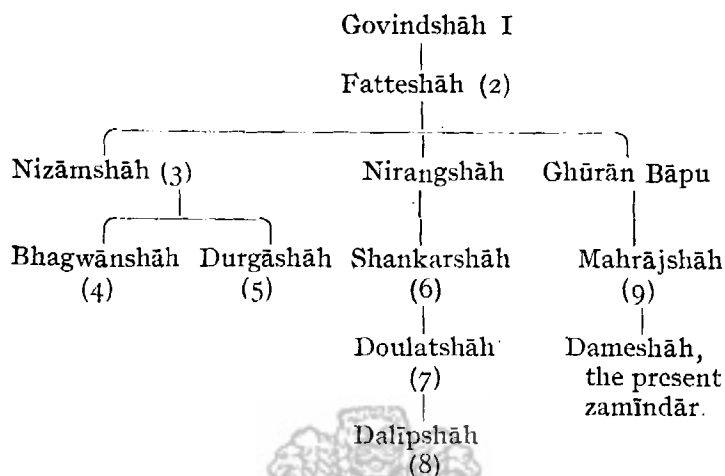 Govindshāh I
Fatteshāh (2)
Nizāmshāh (3) Nirangshāh Ghūrān Bāpu
Bhagwānshāh Durgāshāh Shankarshāh Mahrājshāh
(4) (5) (6) (9)
Doulatshāh Dameshāh,
(7) the present
zamīndār.
Dalīpshāh
(8)